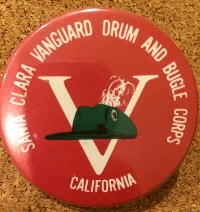 SANTA CLARA VANGUARD DRUM AND BUGLE CORPS
V
CALIFORNIA